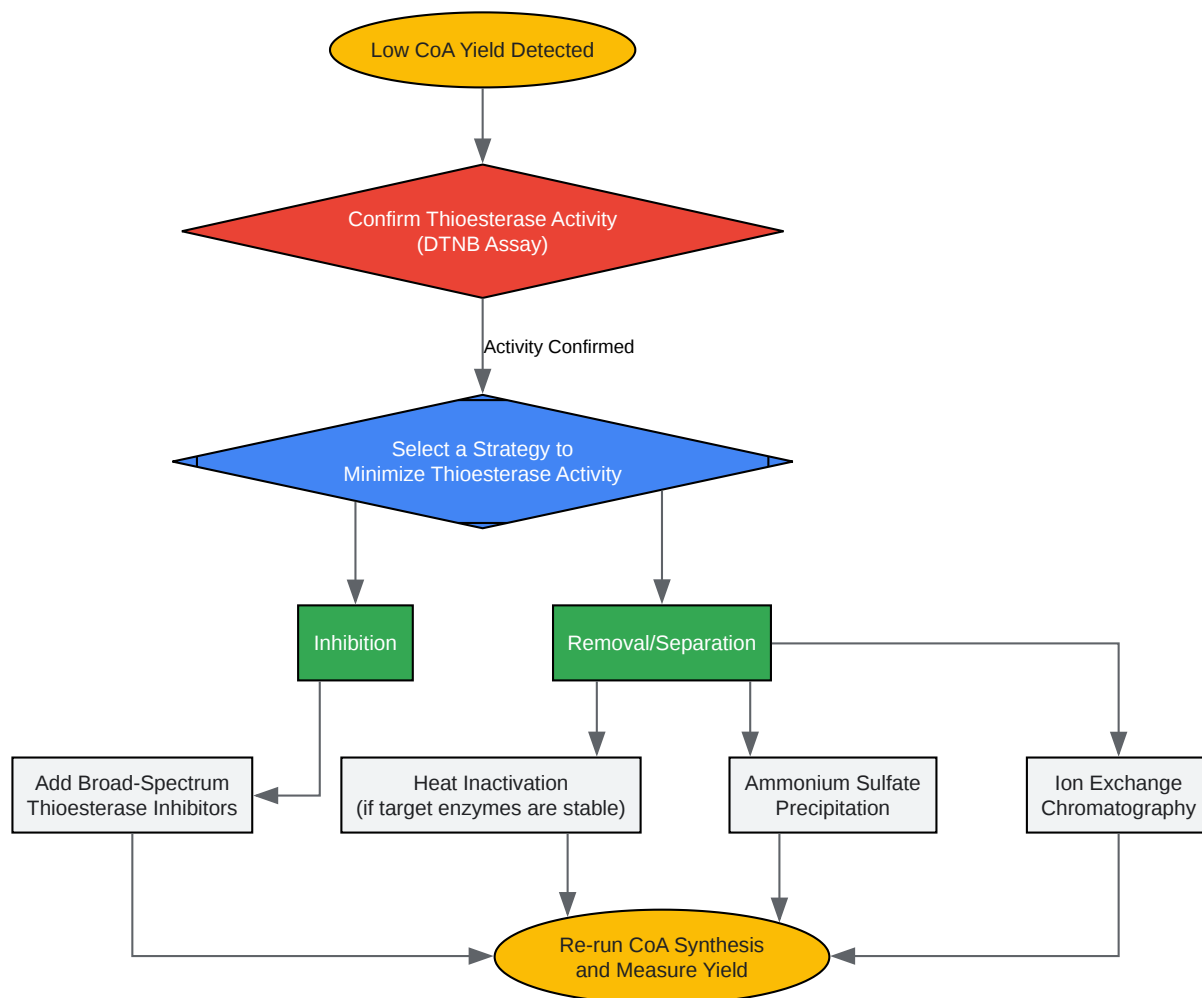 Low CoA Yield Detected
Confirm Thioesterase Activity
(DTNB Assay)
Activity Confirmed
Select a Strategy to
Minimize Thioesterase Activity
Inhibition
Removal/Separation
Add Broad-Spectrum
Thioesterase Inhibitors
Heat Inactivation
(if target enzymes are stable)
Ammonium Sulfate
Precipitation
Ion Exchange
Chromatography
Re-run CoA Synthesis
and Measure Yield